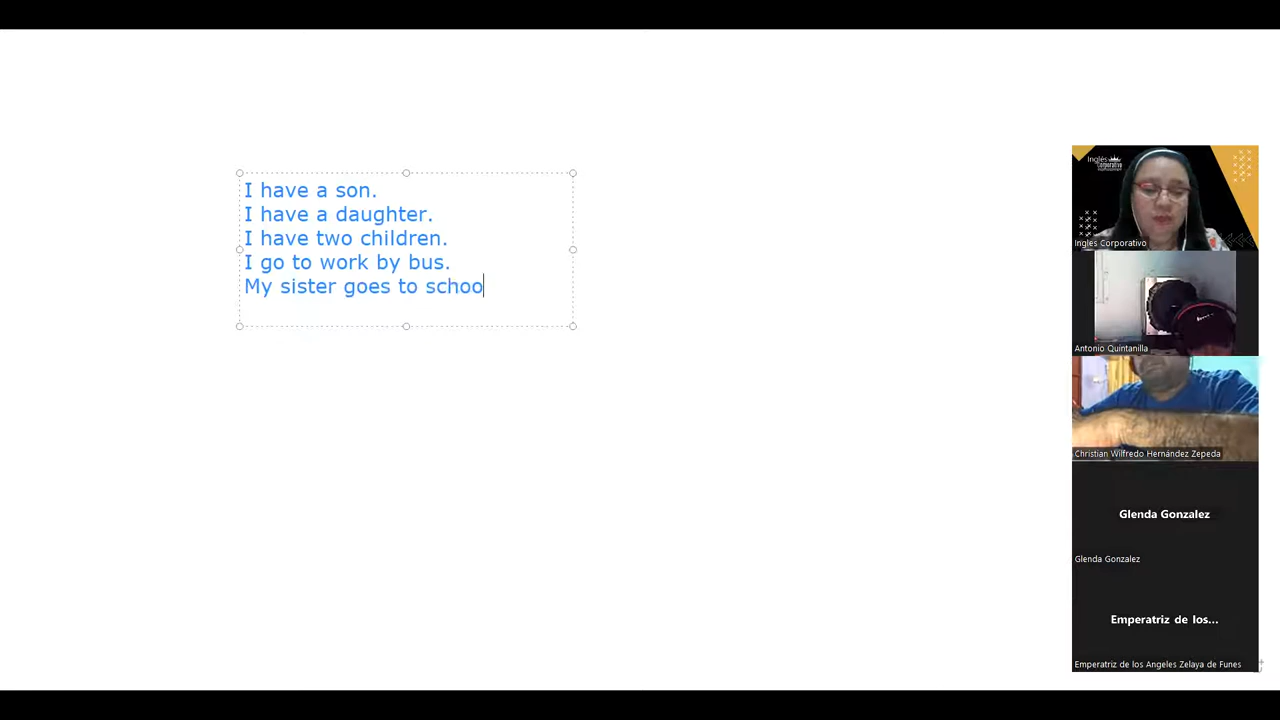 I have a son.
I have a daughter.
I have two children.
I go to work by bus.
My sister goes to schoo
Inglés
Corporativo
Ingles Corporativo
Antonio Quintanilla
Christian Wilfredo Hernández Zepeda
Glenda Gonzalez
Glenda Gonzalez
Emperatriz de los...
Emperatriz de los Angeles Zelaya de Funes